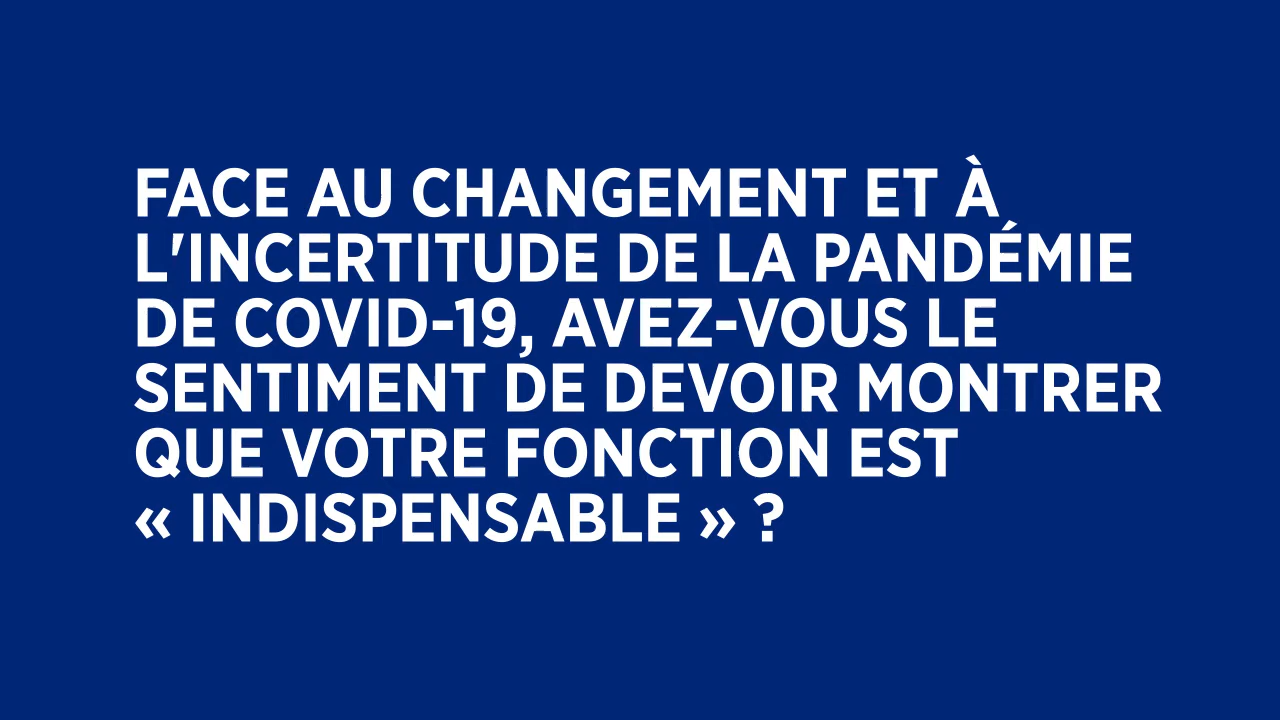 FACE AU CHANGEMENT ET À
L'INCERTITUDE DE LA PANDÉMIE
DE COVID-19, AVEZ-VOUS LE
SENTIMENT DE DEVOIR MONTRER
QUE VOTRE FONCTION EST
« INDISPENSABLE » ?